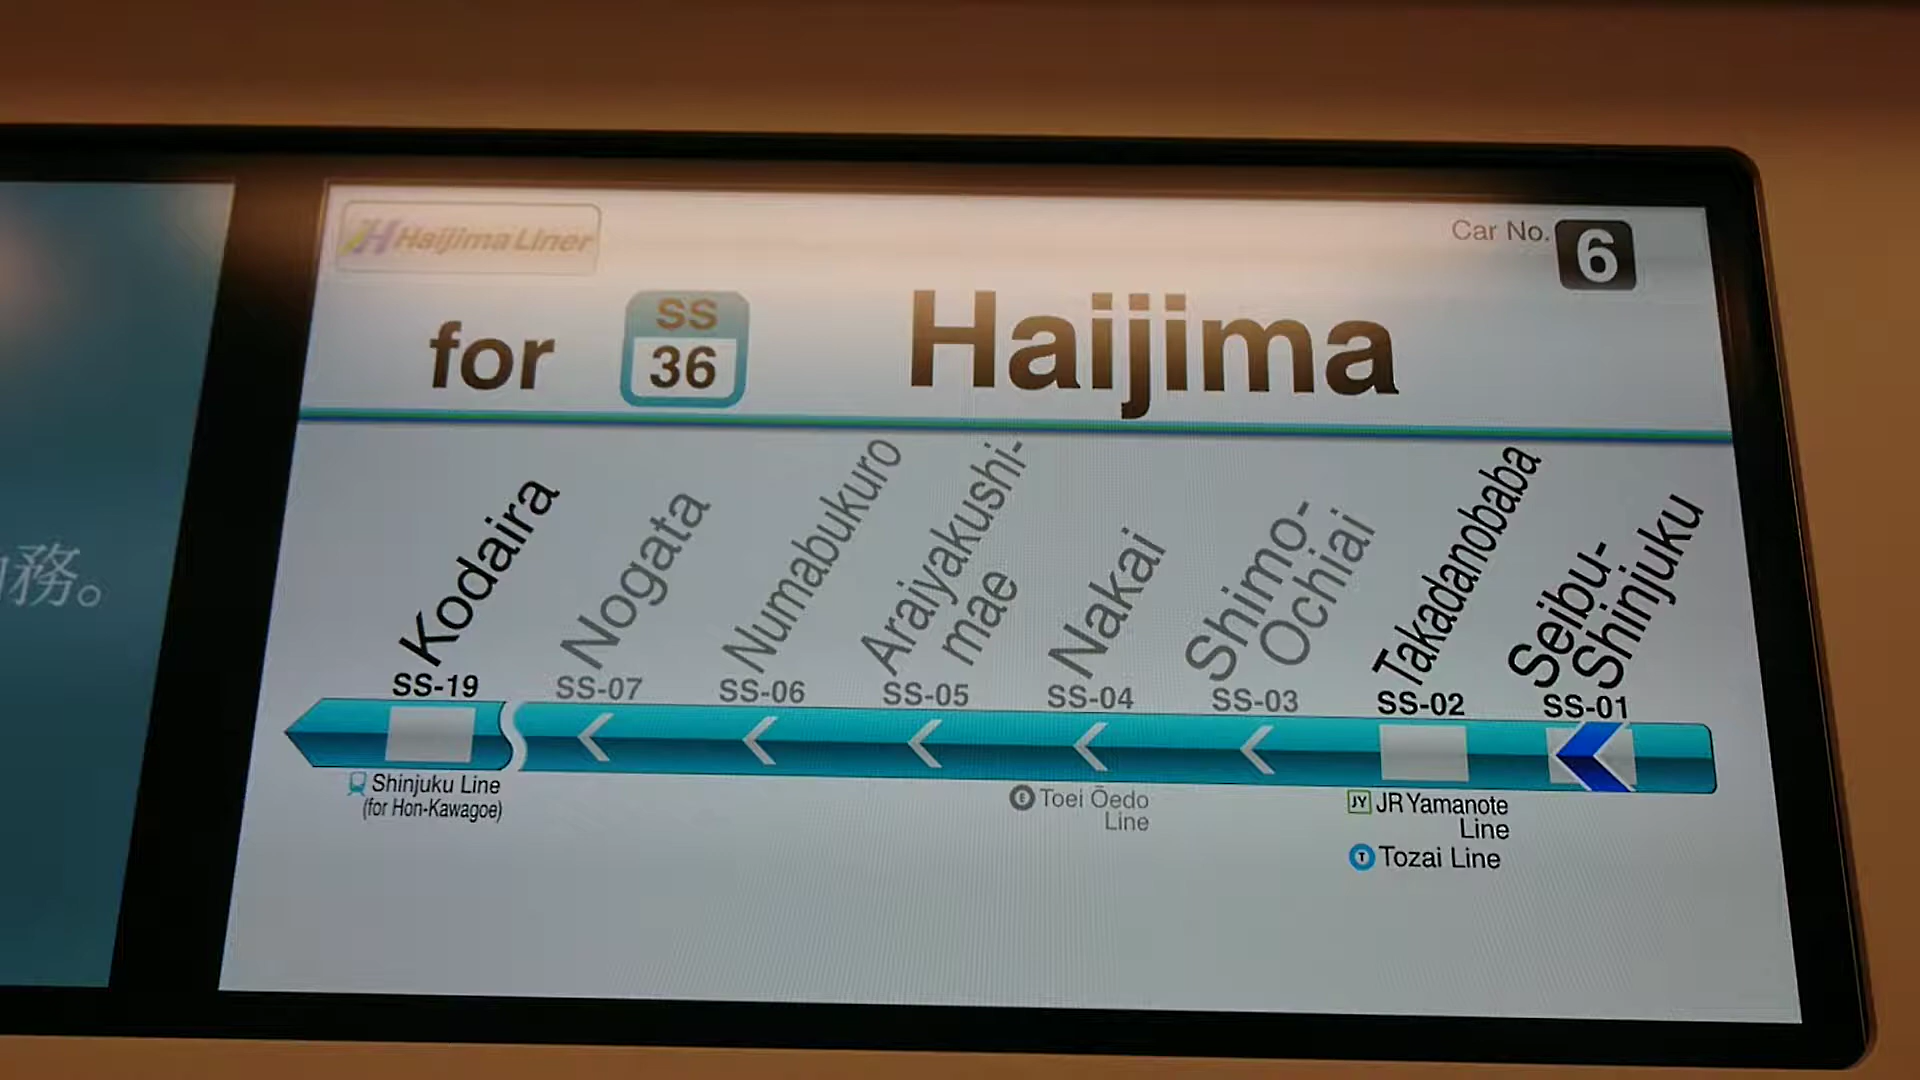 Haijima Liner
Car No. 6
for SS 36 Haijima
Kodaira
Nogata
Numabukuro
Araiyakushi-
mae
Nakai
Shimo-
Ochiai
Takadanobaba
Seibu-
Shinjuku
SS-19 SS-07 SS-06 SS-05 SS-04 SS-03 SS-02 SS-01
Shinjuku Line
(for Hon-Kawagoe)
E Toei Ōedo
Line
JY JR Yamanote
Line
T Tozai Line
務。